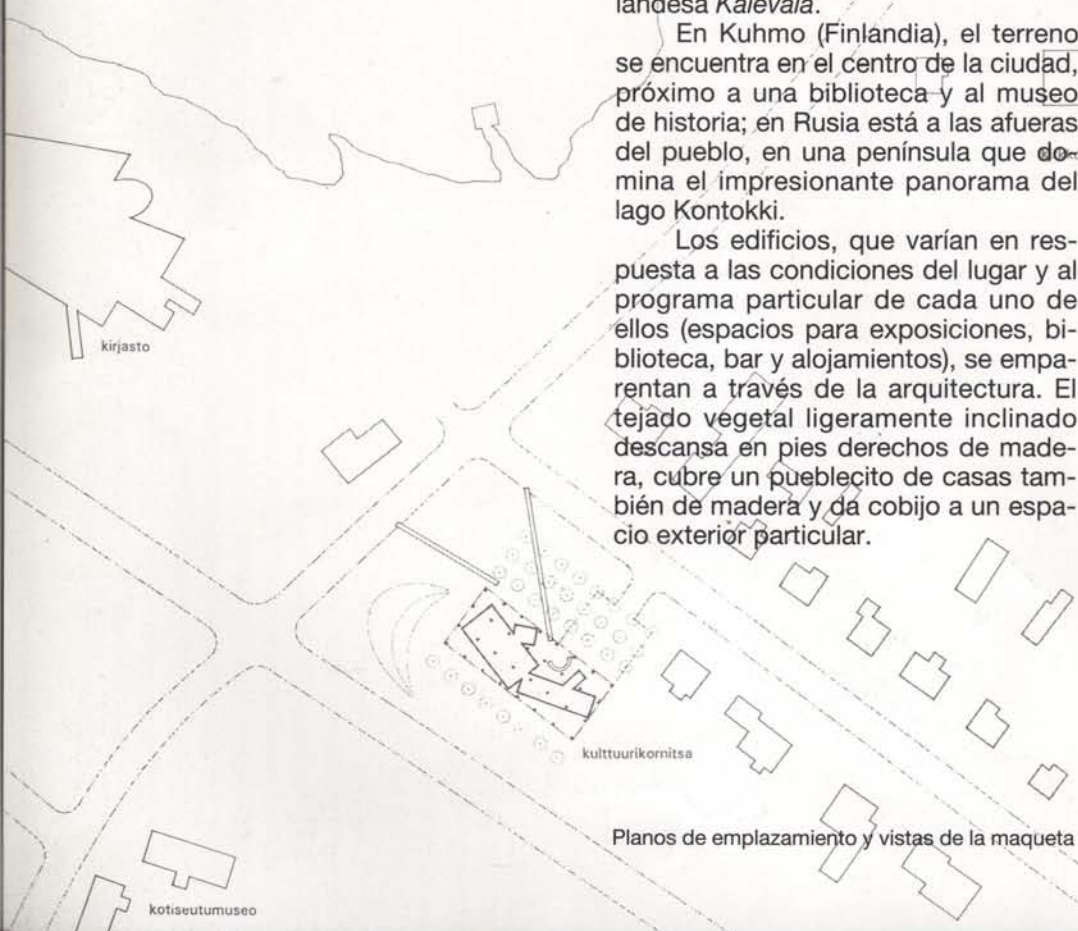 landesa Kalevala.
En Kuhmo (Finlandia), el terreno
se encuentra en el centro de la ciudad,
próximo a una biblioteca y al museo
de historia; en Rusia está a las afueras
del pueblo, en una península que do-
mina el impresionante panorama del
lago Kontokki.
Los edificios, que varían en res-
puesta a las condiciones del lugar y al
programa particular de cada uno de
ellos (espacios para exposiciones, bi-
blioteca, bar y alojamientos), se empa-
rentan a través de la arquitectura. El
tejado vegetal ligeramente inclinado
descansa en pies derechos de made-
ra, cubre un pueblecito de casas tam-
bién de madera y da cobijo a un espa-
cio exterior particular.
kirjasto
kulttuurikornitsa
Planos de emplazamiento y vistas de la maqueta
kotiseutumuseo